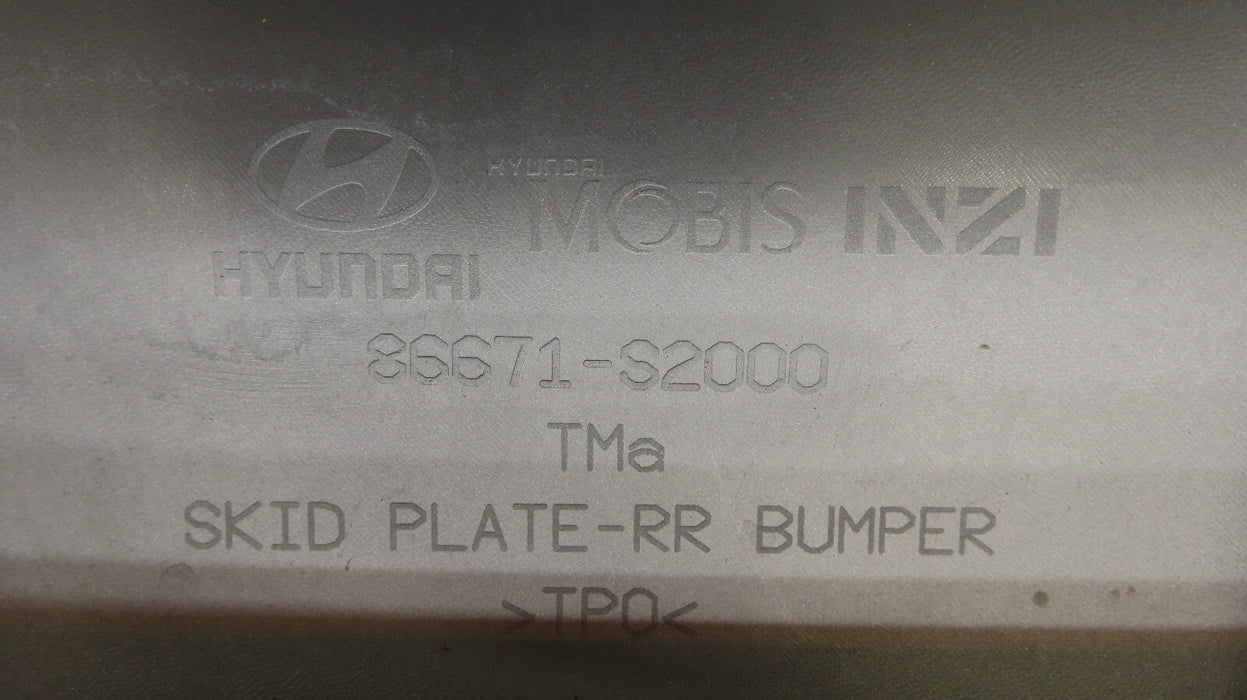 HYUNDAI
HYUNDAI MOBIS INZI
86671-S2000
TMa
SKID PLATE-RR BUMPER
>TPO<